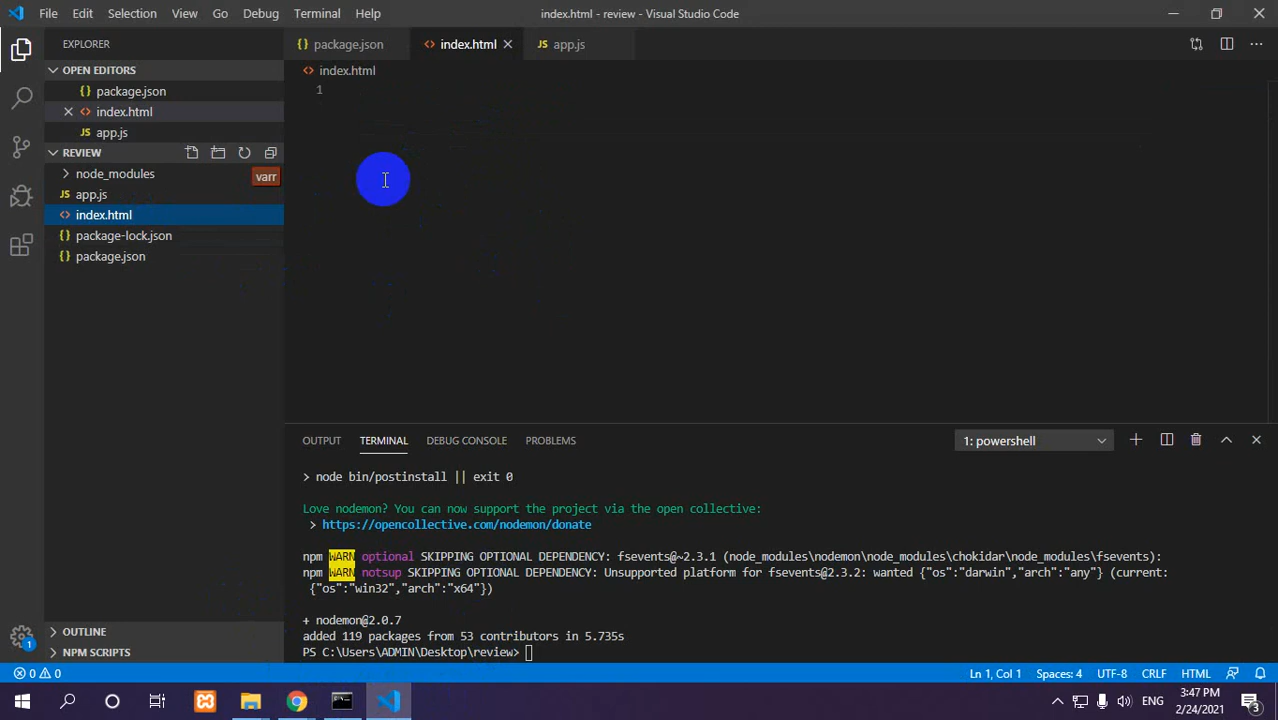 File Edit Selection View Go Debug Terminal Help
index.html - review - Visual Studio Code
EXPLORER
package.json
index.html
app.js
OPEN EDITORS
package.json
index.html
app.js
index.html
1
REVIEW
node_modules
varr
app.js
index.html
package-lock.json
package.json
OUTPUT TERMINAL DEBUG CONSOLE PROBLEMS
1: powershell
> node bin/postinstall || exit 0
Love nodemon? You can now support the project via the open collective:
> https://opencollective.com/nodemon/donate
npm WARN optional SKIPPING OPTIONAL DEPENDENCY: fsevents@~2.3.1 (node_modules\nodemon\node_modules\chokidar\node_modules\fsevents):
npm WARN notsup SKIPPING OPTIONAL DEPENDENCY: Unsupported platform for fsevents@2.3.2: wanted {"os":"darwin","arch":"any"} (current:
{"os":"win32","arch":"x64"})
+ nodemon@2.0.7
added 119 packages from 53 contributors in 5.735s
PS C:\Users\ADMIN\Desktop\review>
OUTLINE
NPM SCRIPTS
1
0 0
Ln 1, Col 1 Spaces: 4 UTF-8 CRLF HTML
ENG
3:47 PM
2/24/2021
3